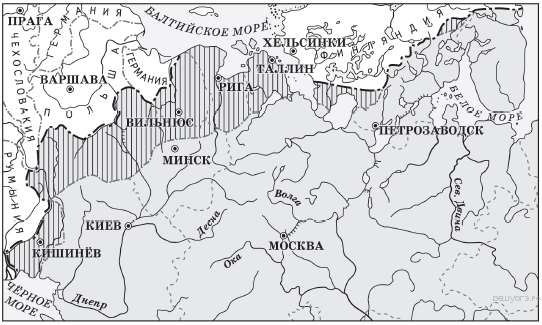 ПРАГА
ГЕРМАНИЯ
БАЛТИЙСКОЕ МОРЕ
ЧЕХОСЛОВАКИЯ
ХЕЛЬСИНКИ
ФИНЛЯНДИЯ
ТАЛЛИН
ВАРШАВА
ГЕРМАНИЯ
РИГА
ПОЛЬША
БЕЛОЕ МОРЕ
ВИЛЬНЮС
ПЕТРОЗАВОДСК
МИНСК
РУМЫНИЯ
Волга
Сев. Двина
КИЕВ
Десна
МОСКВА
КИШИНЁВ
Ока
ЧЁРНОЕ
МОРЕ
Днепр